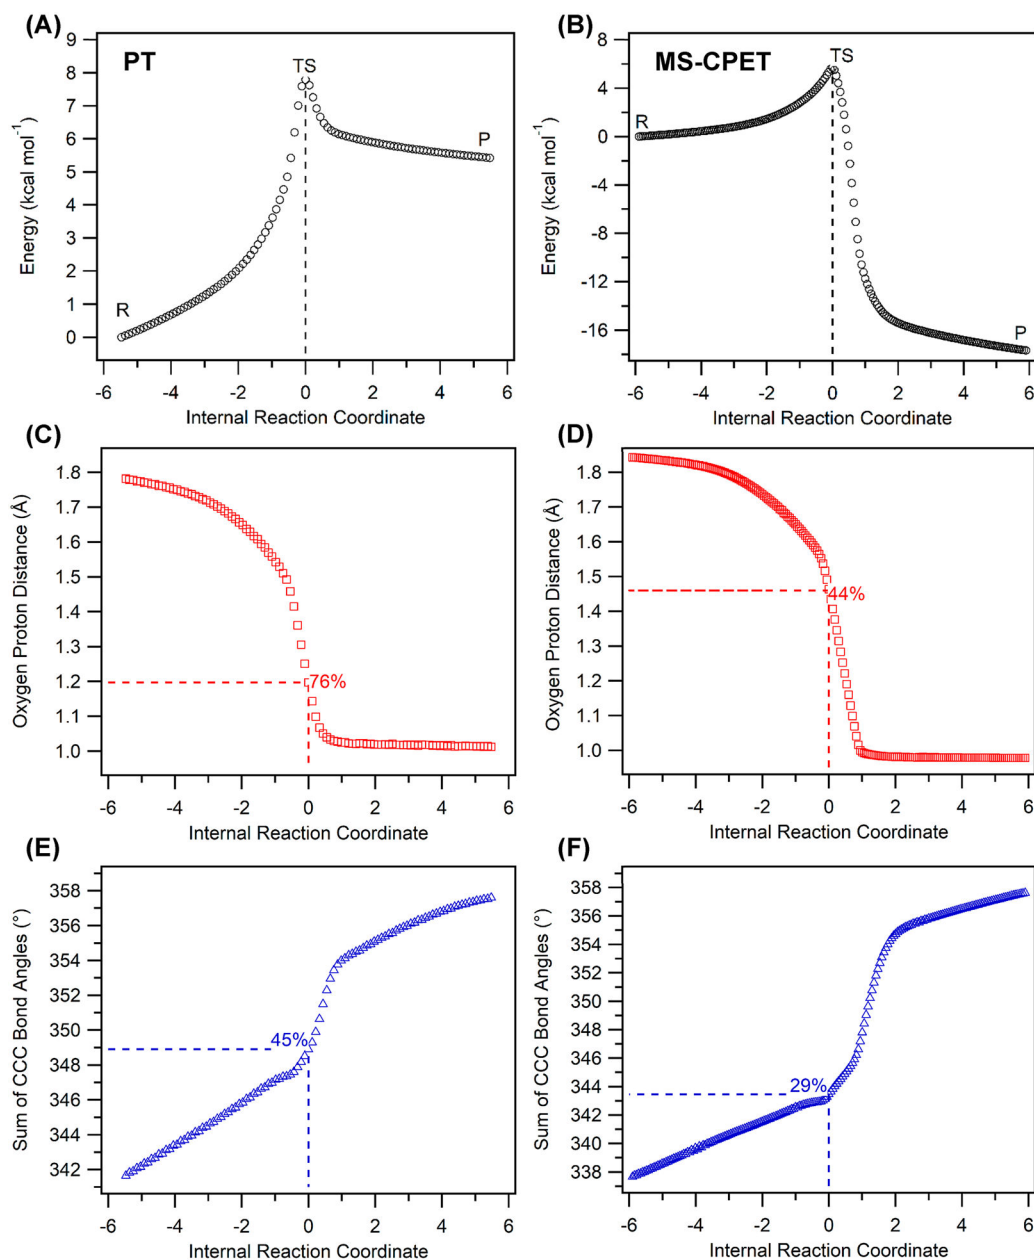 (A)
PT
TS
R
P
Energy (kcal mol⁻¹)
9
8
7
6
5
4
3
2
1
0
-6 -4 -2 0 2 4 6
Internal Reaction Coordinate
(B)
MS-CPET
TS
R
P
Energy (kcal mol⁻¹)
8
4
0
-4
-8
-12
-16
-6 -4 -2 0 2 4 6
Internal Reaction Coordinate
(C)
Oxygen Proton Distance (Å)
1.8
1.7
1.6
1.5
1.4
1.3
1.2
1.1
1.0
76%
-6 -4 -2 0 2 4 6
Internal Reaction Coordinate
(D)
Oxygen Proton Distance (Å)
1.8
1.7
1.6
1.5
1.4
1.3
1.2
1.1
1.0
44%
-6 -4 -2 0 2 4 6
Internal Reaction Coordinate
(E)
Sum of CCC Bond Angles (°)
358
356
354
352
350
348
346
344
342
45%
-6 -4 -2 0 2 4 6
Internal Reaction Coordinate
(F)
Sum of CCC Bond Angles (°)
358
356
354
352
350
348
346
344
342
340
338
29%
-6 -4 -2 0 2 4 6
Internal Reaction Coordinate